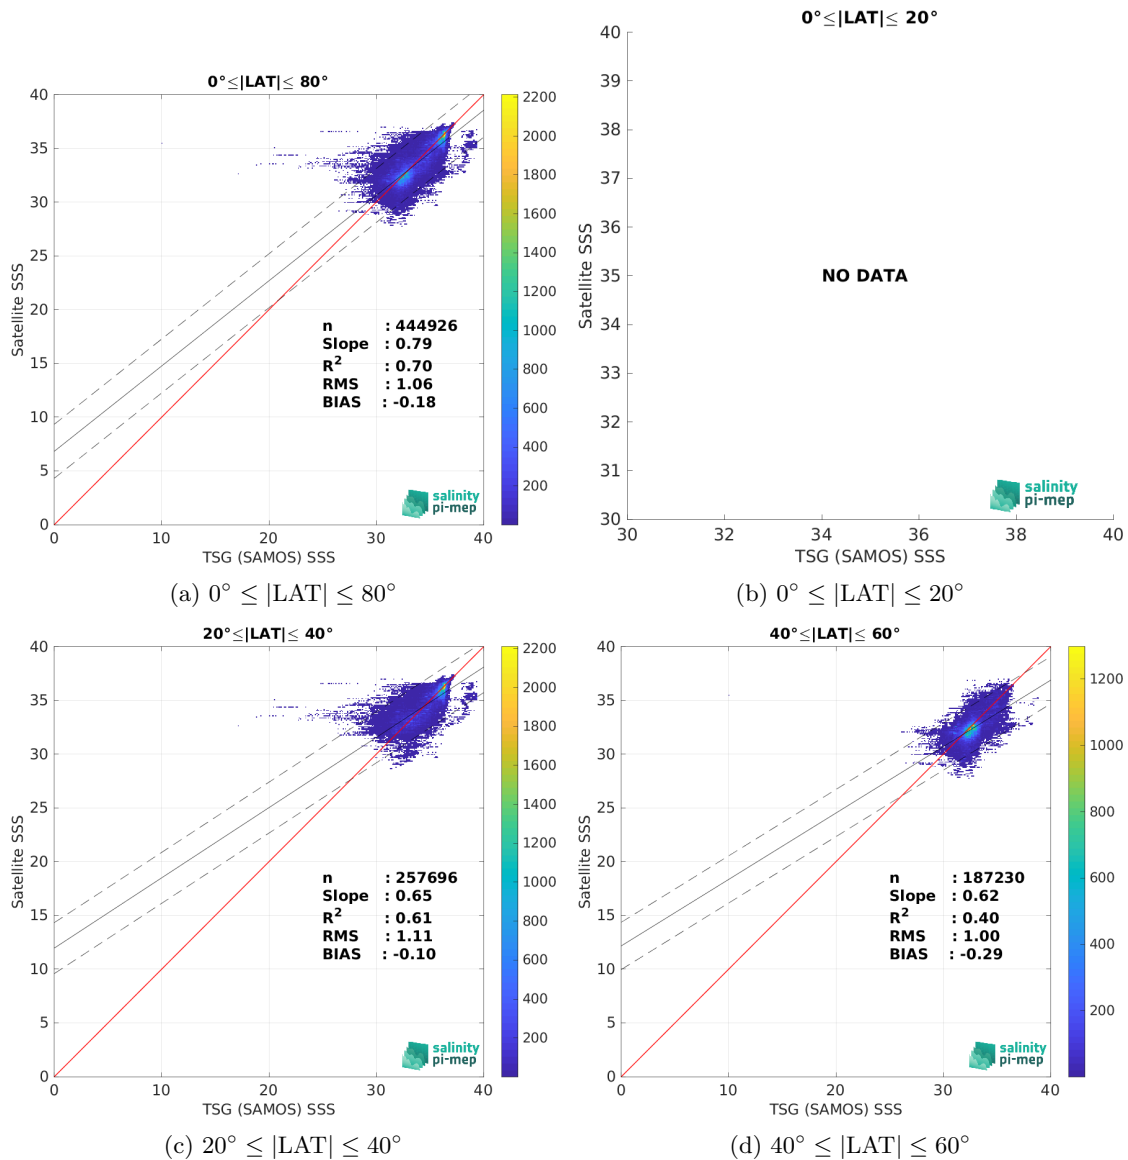 0°≤|LAT|≤ 80°
40
35
30
25
20
15
10
5
0
Satellite SSS
0
10
20
30
40
TSG (SAMOS) SSS
2200
2000
1800
1600
1400
1200
1000
800
600
400
200
n : 444926
Slope : 0.79
R² : 0.70
RMS : 1.06
BIAS : -0.18
salinity
pi-mep
(a) 0° ≤ |LAT| ≤ 80°
0°≤|LAT|≤ 20°
40
39
38
37
36
35
34
33
32
31
30
Satellite SSS
NO DATA
30
32
34
36
38
40
TSG (SAMOS) SSS
salinity
pi-mep
(b) 0° ≤ |LAT| ≤ 20°
20°≤|LAT|≤ 40°
40
35
30
25
20
15
10
5
0
Satellite SSS
0
10
20
30
40
TSG (SAMOS) SSS
2200
2000
1800
1600
1400
1200
1000
800
600
400
200
n : 257696
Slope : 0.65
R² : 0.61
RMS : 1.11
BIAS : -0.10
salinity
pi-mep
(c) 20° ≤ |LAT| ≤ 40°
40°≤|LAT|≤ 60°
40
35
30
25
20
15
10
5
0
Satellite SSS
0
10
20
30
40
TSG (SAMOS) SSS
1200
1000
800
600
400
200
n : 187230
Slope : 0.62
R² : 0.40
RMS : 1.00
BIAS : -0.29
salinity
pi-mep
(d) 40° ≤ |LAT| ≤ 60°